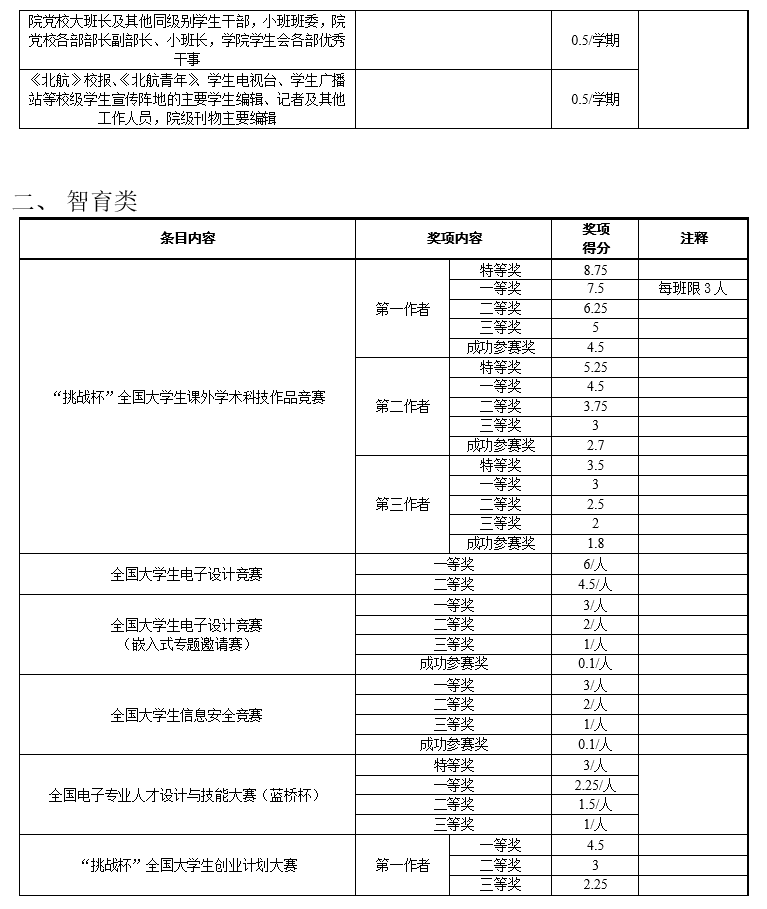 院党校大班长及其他同级别学生干部，小班班委，院
党校各部部长副部长、小班长，学院学生会各部优秀
干事
0.5/学期
《北航》校报、《北航青年》、学生电视台、学生广播
站等校级学生宣传阵地的主要学生编辑、记者及其他
工作人员，院级刊物主要编辑
0.5/学期
二、 智育类
条目内容
奖项内容
奖项
得分
注释
“挑战杯”全国大学生课外学术科技作品竞赛
第一作者
特等奖
8.75
一等奖
7.5
每班限 3 人
二等奖
6.25
三等奖
5
成功参赛奖
4.5
第二作者
特等奖
5.25
一等奖
4.5
二等奖
3.75
三等奖
3
成功参赛奖
2.7
第三作者
特等奖
3.5
一等奖
3
二等奖
2.5
三等奖
2
成功参赛奖
1.8
全国大学生电子设计竞赛
一等奖
6/人
二等奖
4.5/人
全国大学生电子设计竞赛
（嵌入式专题邀请赛）
一等奖
3/人
二等奖
2/人
三等奖
1/人
成功参赛奖
0.1/人
全国大学生信息安全竞赛
一等奖
3/人
二等奖
2/人
三等奖
1/人
成功参赛奖
0.1/人
全国电子专业人才设计与技能大赛（蓝桥杯）
特等奖
3/人
一等奖
2.25/人
二等奖
1.5/人
三等奖
1/人
“挑战杯”全国大学生创业计划大赛
第一作者
一等奖
4.5
二等奖
3
三等奖
2.25